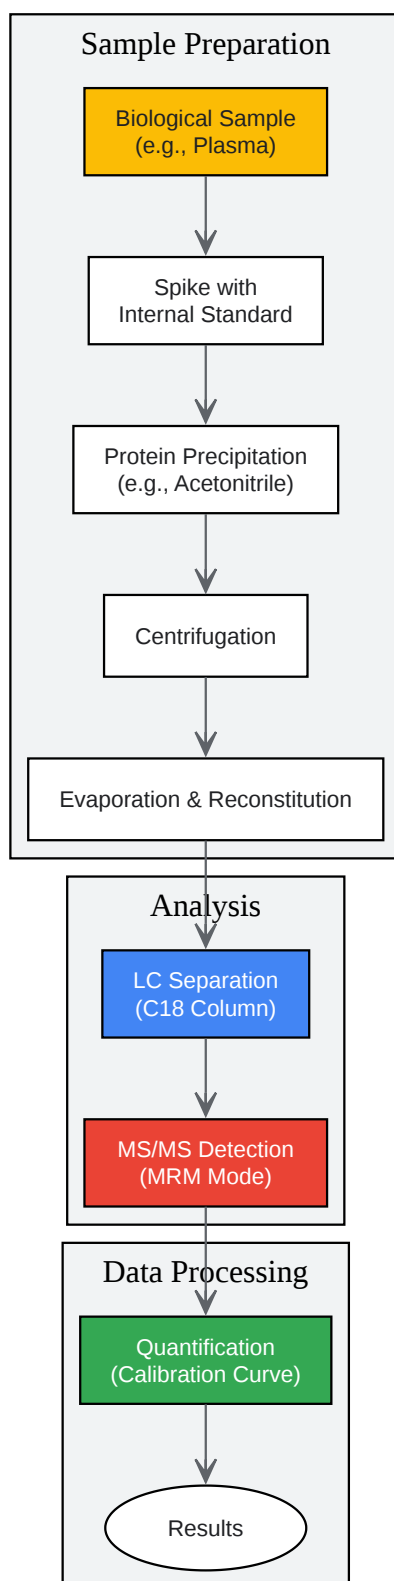 Sample Preparation
Biological Sample
(e.g., Plasma)
Spike with
Internal Standard
Protein Precipitation
(e.g., Acetonitrile)
Centrifugation
Evaporation & Reconstitution
Analysis
LC Separation
(C18 Column)
MS/MS Detection
(MRM Mode)
Data Processing
Quantification
(Calibration Curve)
Results